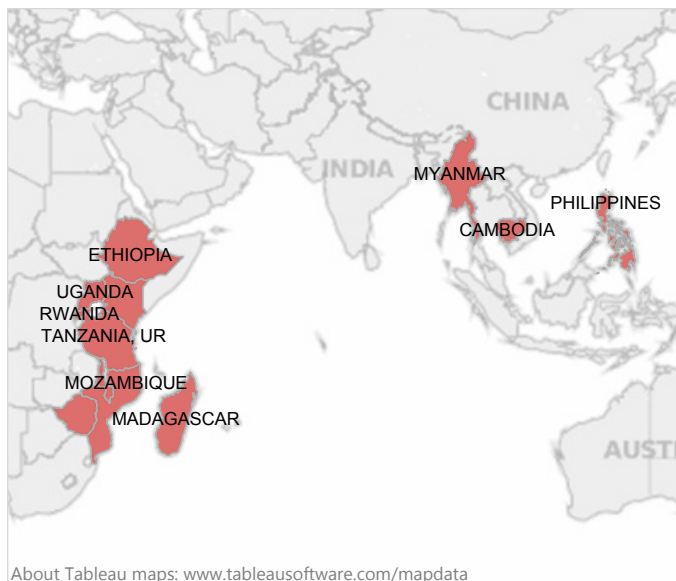 CHINA
INDIA
MYANMAR
PHILIPPINES
CAMBODIA
ETHIOPIA
UGANDA
RWANDA
TANZANIA, UR
MOZAMBIQUE
MADAGASCAR
AUST
About Tableau maps: www.tableausoftware.com/mapdata